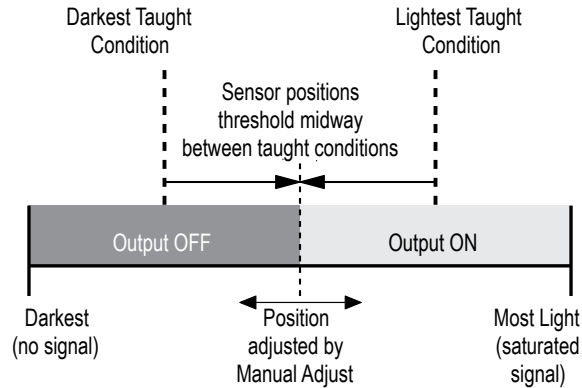 Darkest Taught
Condition
Lightest Taught
Condition
Sensor positions
threshold midway
between taught conditions
Output OFF
Output ON
Darkest
(no signal)
Position
adjusted by
Manual Adjust
Most Light
(saturated
signal)